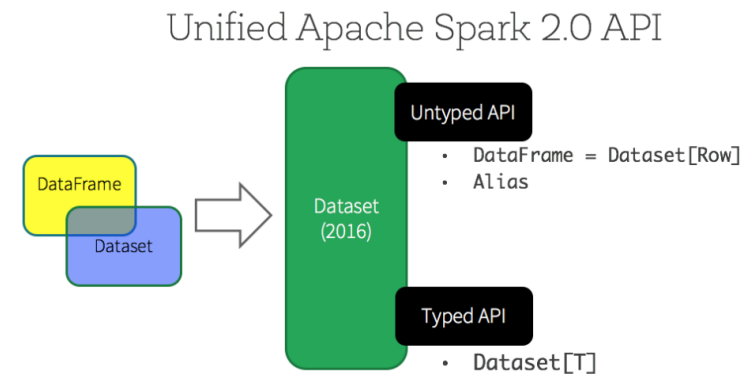 Unified Apache Spark 2.0 API
DataFrame
Dataset
Dataset
(2016)
Untyped API
• DataFrame = Dataset[Row]
• Alias
Typed API
• Dataset[T]